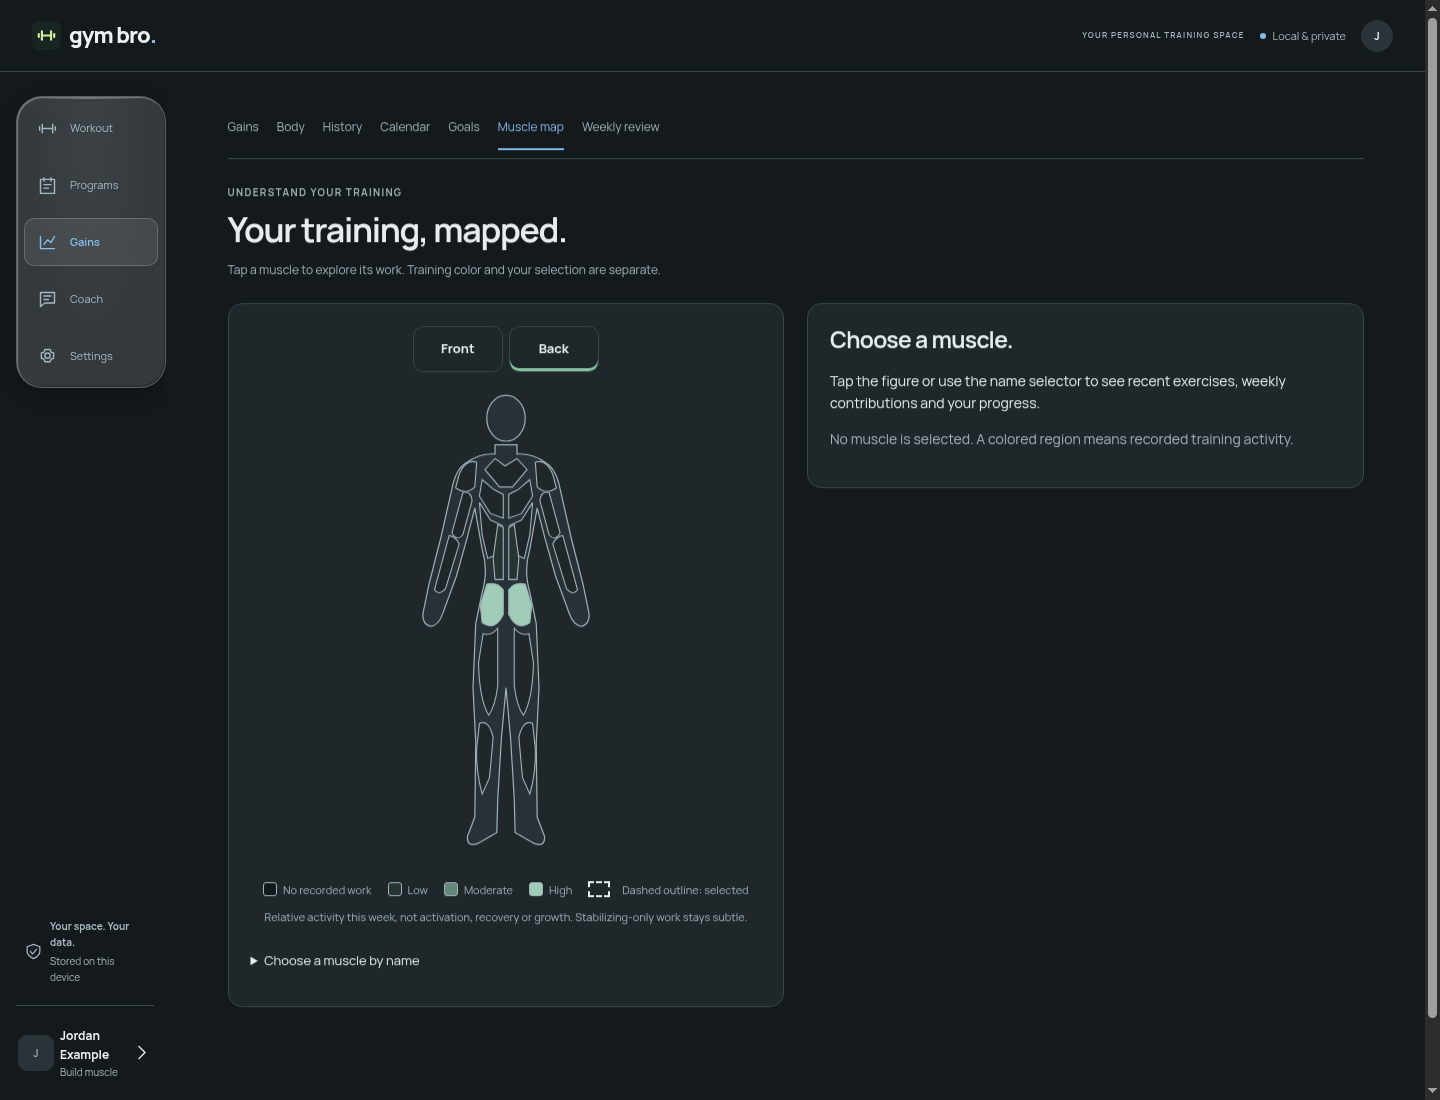 gym bro.
YOUR PERSONAL TRAINING SPACE
Local & private
J
Workout
Programs
Gains
Coach
Settings
Gains
Body
History
Calendar
Goals
Muscle map
Weekly review
UNDERSTAND YOUR TRAINING
Your training, mapped.
Tap a muscle to explore its work. Training color and your selection are separate.
Front
Back
No recorded work
Low
Moderate
High
Dashed outline: selected
Relative activity this week, not activation, recovery or growth. Stabilizing-only work stays subtle.
Choose a muscle by name
Choose a muscle.
Tap the figure or use the name selector to see recent exercises, weekly
contributions and your progress.
No muscle is selected. A colored region means recorded training activity.
Your space. Your
data.
Stored on this
device
J
Jordan
Example
Build muscle